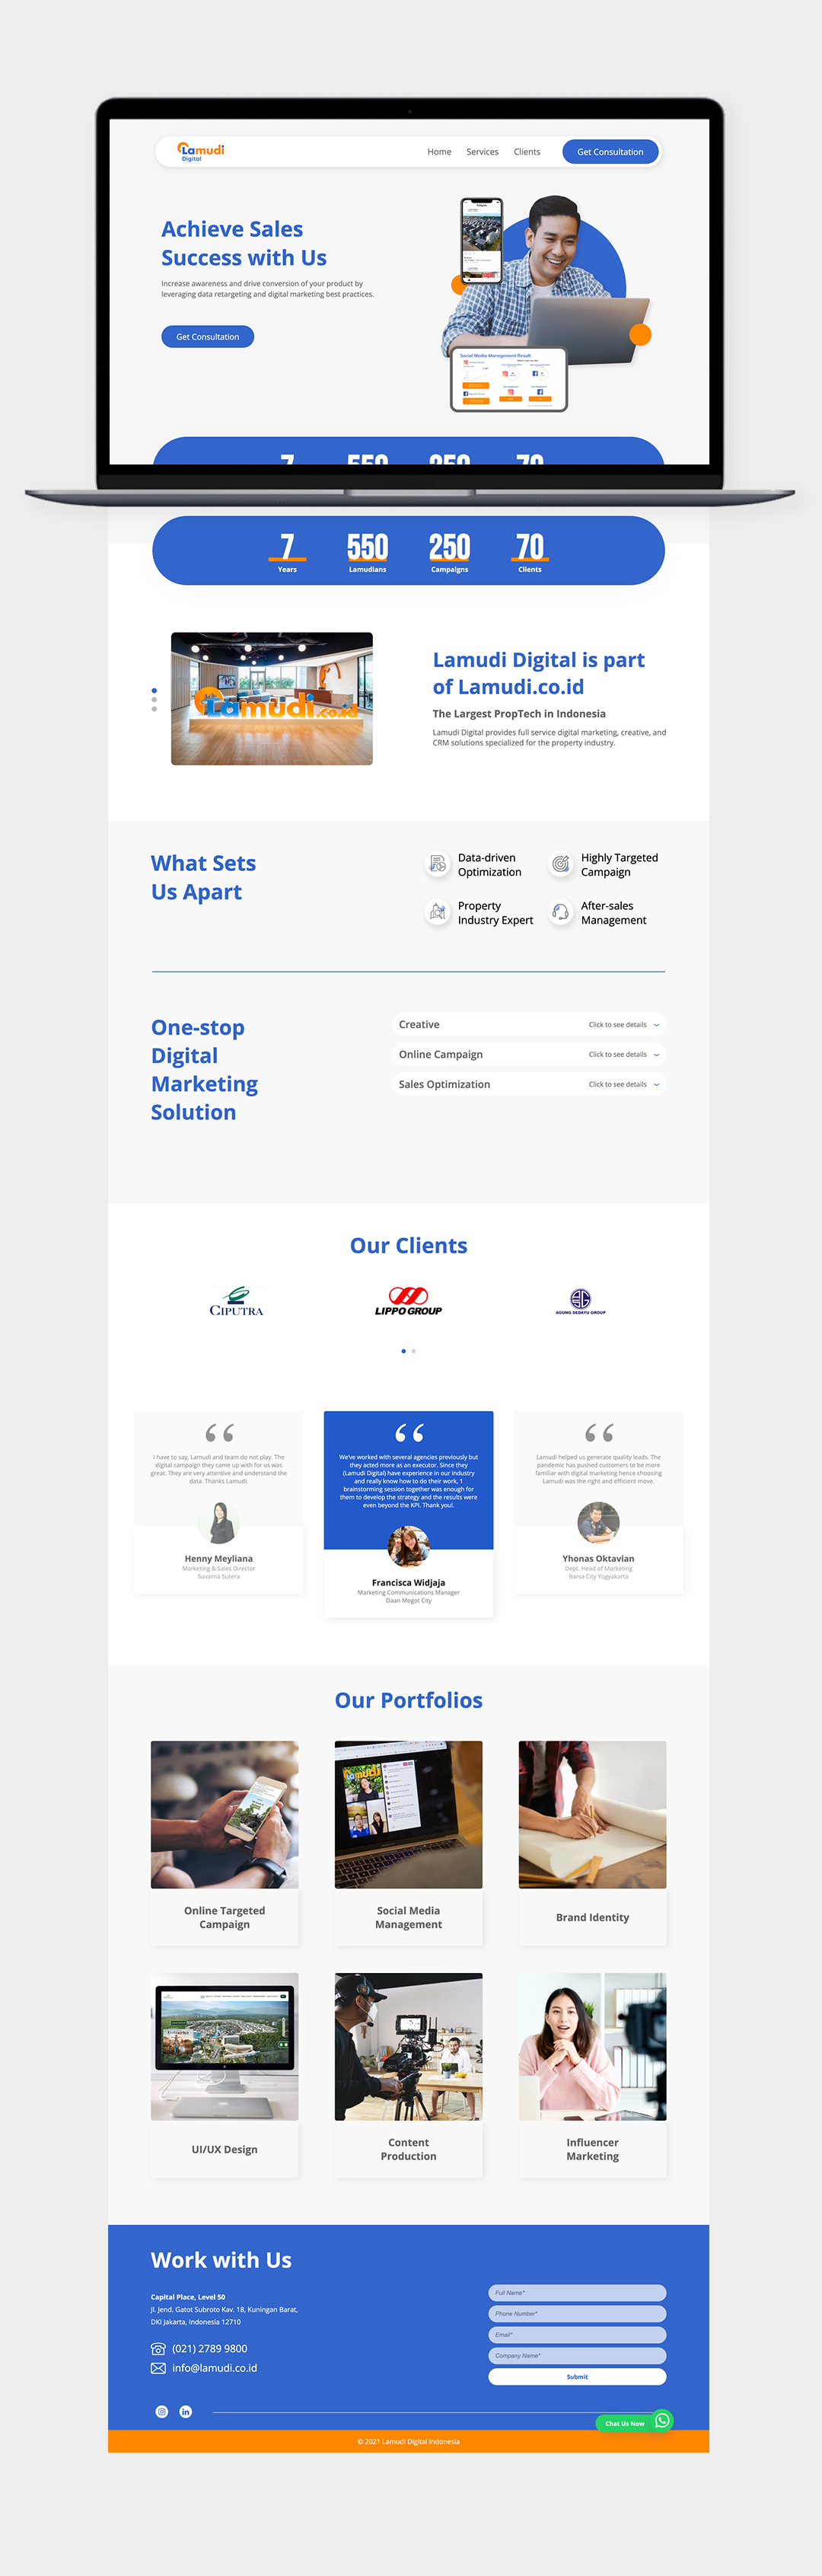 Lamudi
Digital
Home Services Clients Get Consultation
Achieve Sales
Success with Us
Increase awareness and drive conversion of your product by
leveraging data retargeting and digital marketing best practices.
Get Consultation
Social Media Management Result
7 550 250 70
7 550 250 70
Years Lamudians Campaigns Clients
Lamudi.co.id
Lamudi Digital is part
of Lamudi.co.id
The Largest PropTech in Indonesia
Lamudi Digital provides full service digital marketing, creative, and
CRM solutions specialized for the property industry.
What Sets
Us Apart
Data-driven
Optimization
Highly Targeted
Campaign
Property
Industry Expert
After-sales
Management
One-stop
Digital
Marketing
Solution
Creative Click to see details
Online Campaign Click to see details
Sales Optimization Click to see details
Our Clients
CIPUTRA
LIPPO GROUP
AGUNG SEDAYU GROUP
I have to say, Lamudi and team do not play. The
digital campaign they came up with for us was
great. They are very attentive and understand the
data. Thanks Lamudi.
Henny Meyliana
Marketing & Sales Director
Suvarna Sutera
We've worked with several agencies previously but
they acted more as an executor. Since they
(Lamudi Digital) have experience in our industry
and really know how to do their work, 1
brainstorming session together was enough for
them to develop the strategy and the results were
even beyond the KPI. Thank you!.
Francisca Widjaja
Marketing Communications Manager
Daan Mogot City
Lamudi helped us generate quality leads. The
pandemic has pushed customers to be more
familiar with digital marketing hence choosing
Lamudi was the right and efficient move.
Yhonas Oktavian
Dept. Head of Marketing
Barsa City Yogyakarta
Our Portfolios
Lamudi
Online Targeted
Campaign
Social Media
Management
Brand Identity
UI/UX Design
Content
Production
Influencer
Marketing
Work with Us
Capital Place, Level 50
Jl. Jend. Gatot Subroto Kav. 18, Kuningan Barat,
DKI Jakarta, Indonesia 12710
(021) 2789 9800
info@lamudi.co.id
Full Name*
Phone Number*
Email*
Company Name*
Submit
in
Chat Us Now
© 2021 Lamudi Digital Indonesia